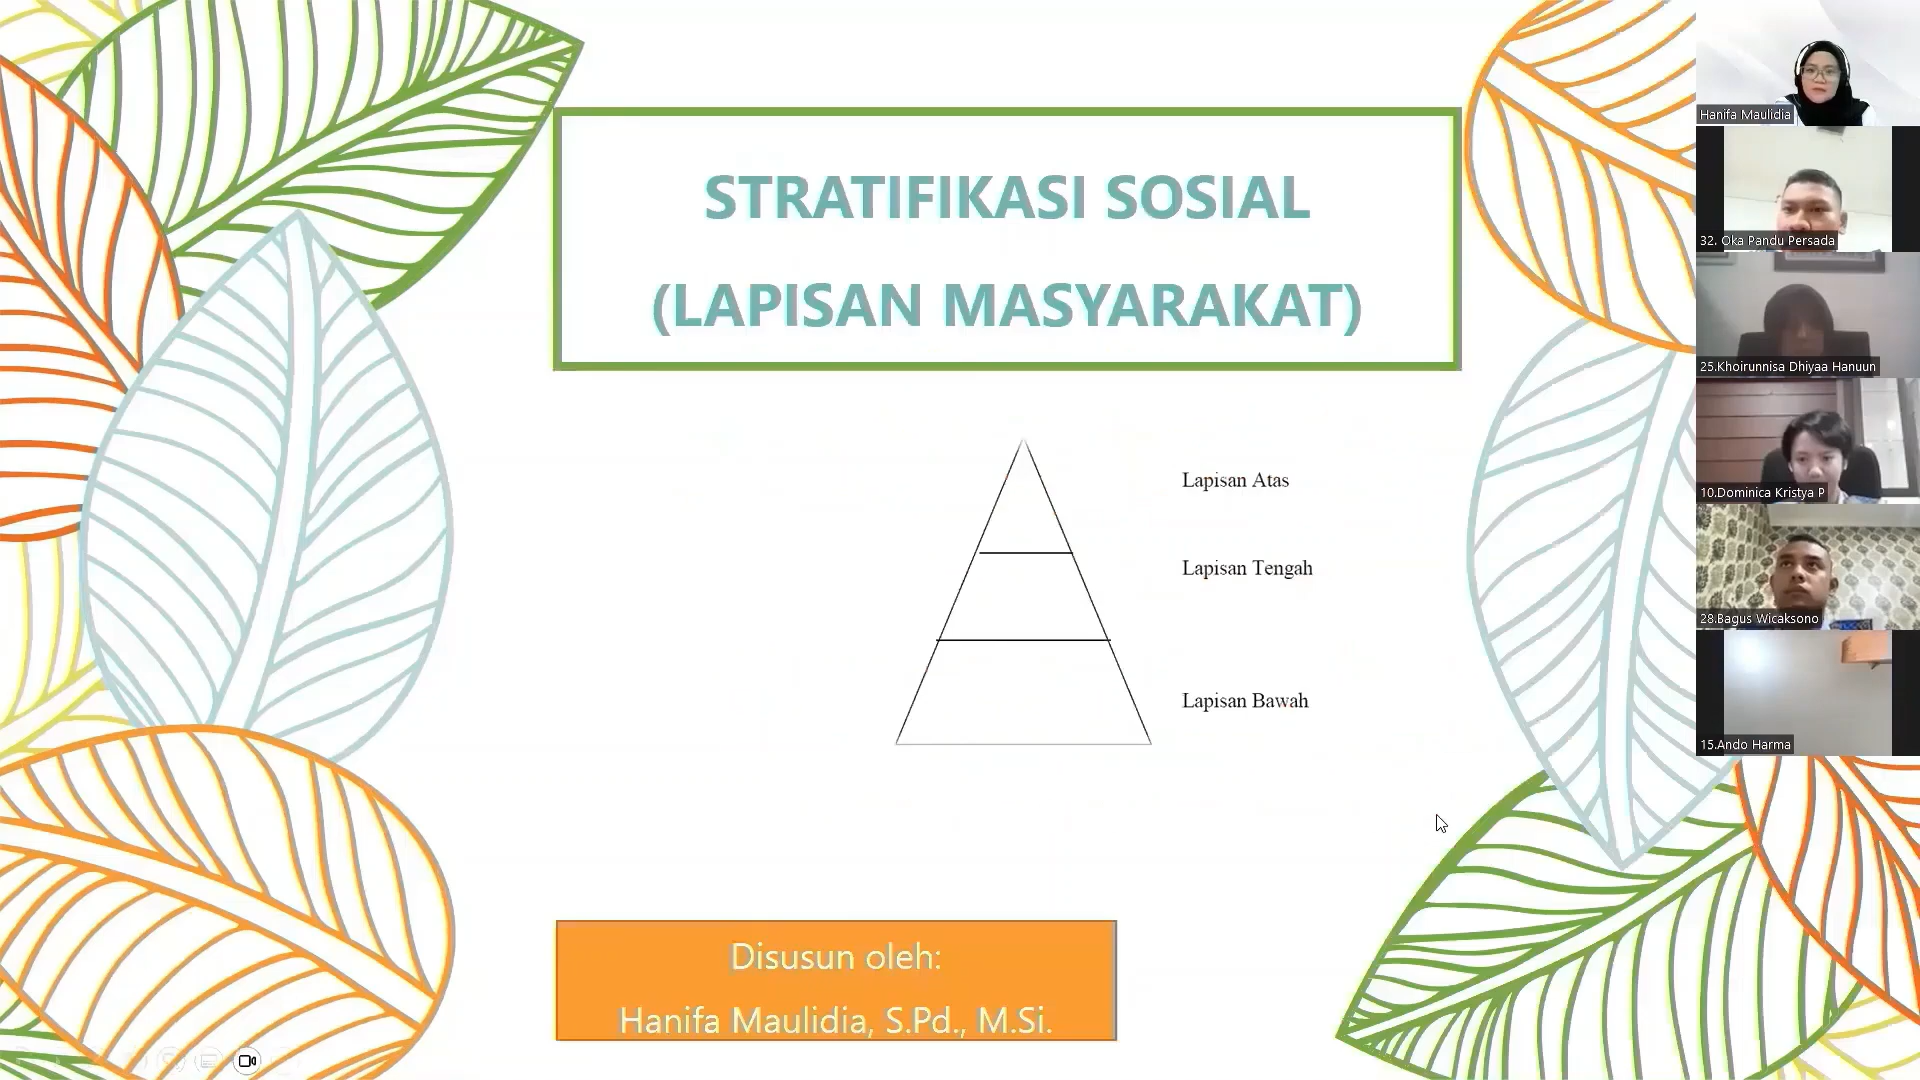 STRATIFIKASI SOSIAL
(LAPISAN MASYARAKAT)
Lapisan Atas
Lapisan Tengah
Lapisan Bawah
Disusun oleh:
Hanifa Maulidia, S.Pd., M.Si.
Hanifa Maulidia
32. Oka Pandu Persada
25.Khoirunnisa Dhiyaa Hanuun
10.Dominica Kristya P
28.Bagus Wicaksono
15.Ando Harma